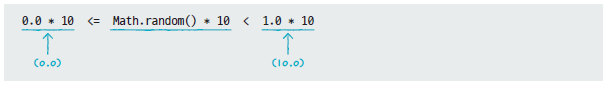 0.0 * 10 <= Math.random() * 10 < 1.0 * 10
(0.0) (10.0)